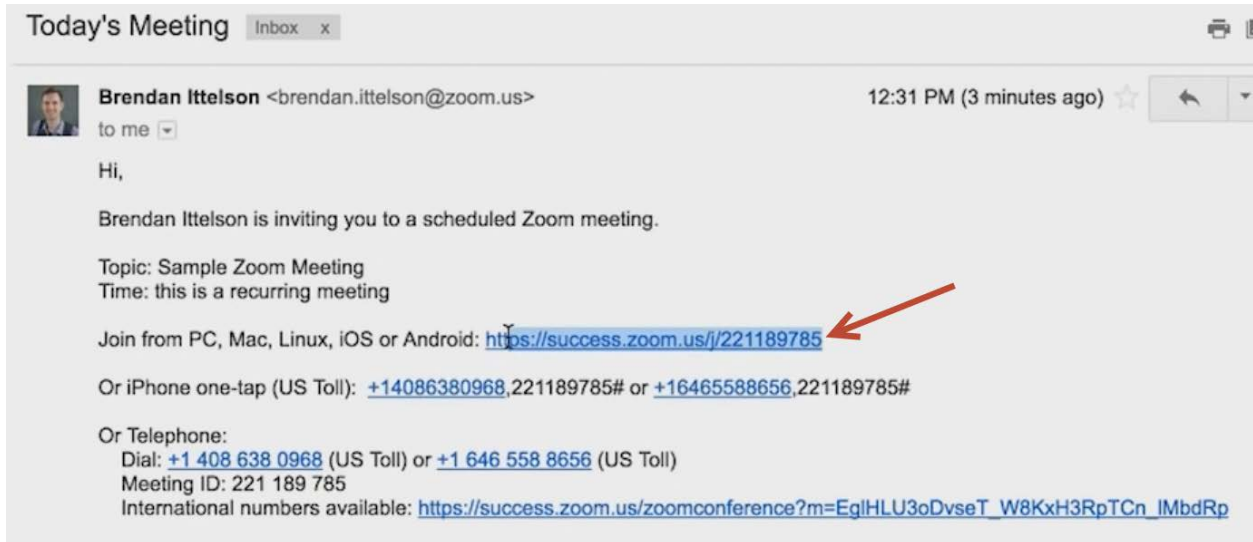 Today's Meeting Inbox x
Brendan Ittelson <brendan.ittelson@zoom.us> 12:31 PM (3 minutes ago)
to me
Hi,
Brendan Ittelson is inviting you to a scheduled Zoom meeting.
Topic: Sample Zoom Meeting
Time: this is a recurring meeting
Join from PC, Mac, Linux, iOS or Android: https://success.zoom.us/j/221189785
Or iPhone one-tap (US Toll): +14086380968,221189785# or +16465588656,221189785#
Or Telephone:
Dial: +1 408 638 0968 (US Toll) or +1 646 558 8656 (US Toll)
Meeting ID: 221 189 785
International numbers available: https://success.zoom.us/zoomconference?m=EglHLU3oDvseT_W8KxH3RpTCn_lMbdRp